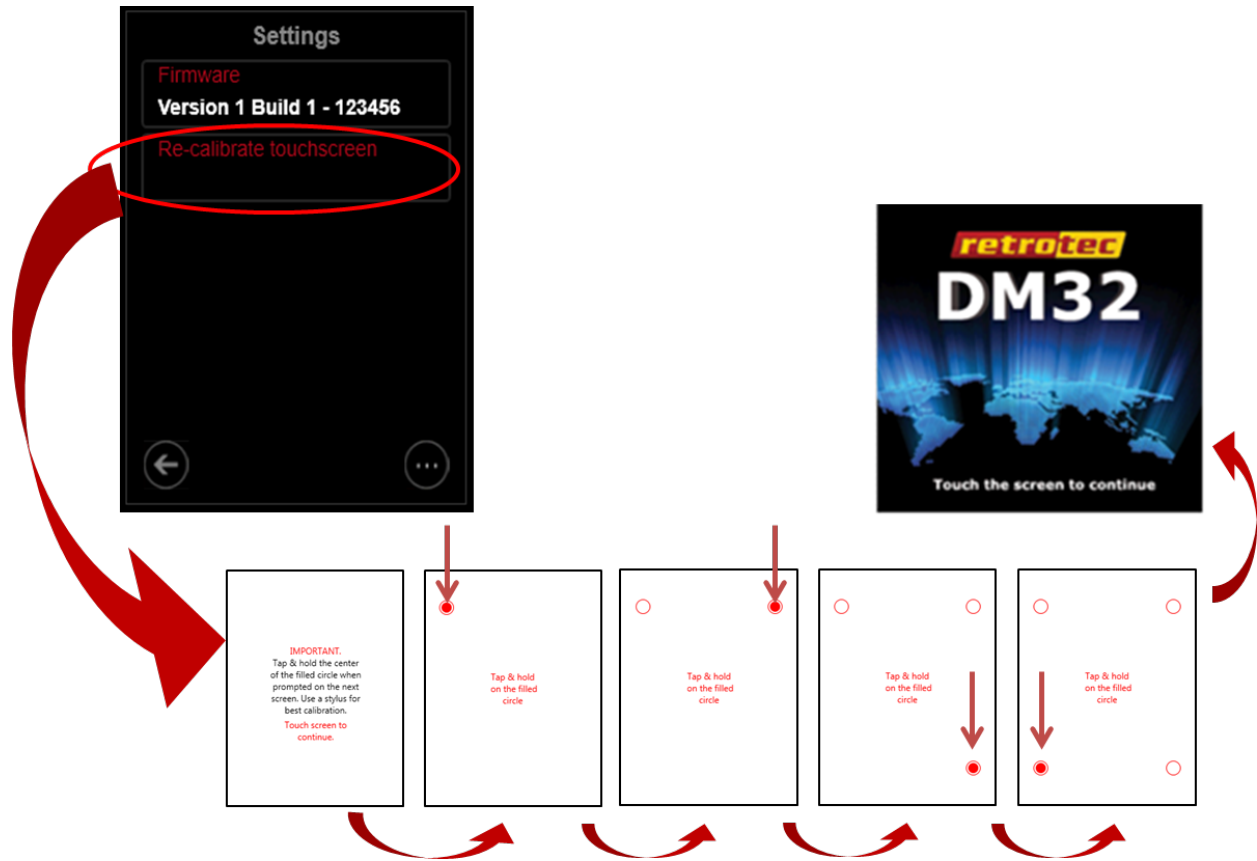 Settings
Firmware
Version 1 Build 1 - 123456
Re-calibrate touchscreen
retrotec
DM32
Touch the screen to continue
IMPORTANT.
Tap & hold the center
of the filled circle when
prompted on the next
screen. Use a stylus for
best calibration.
Touch screen to
continue.
Tap & hold
on the filled
circle
Tap & hold
on the filled
circle
Tap & hold
on the filled
circle
Tap & hold
on the filled
circle